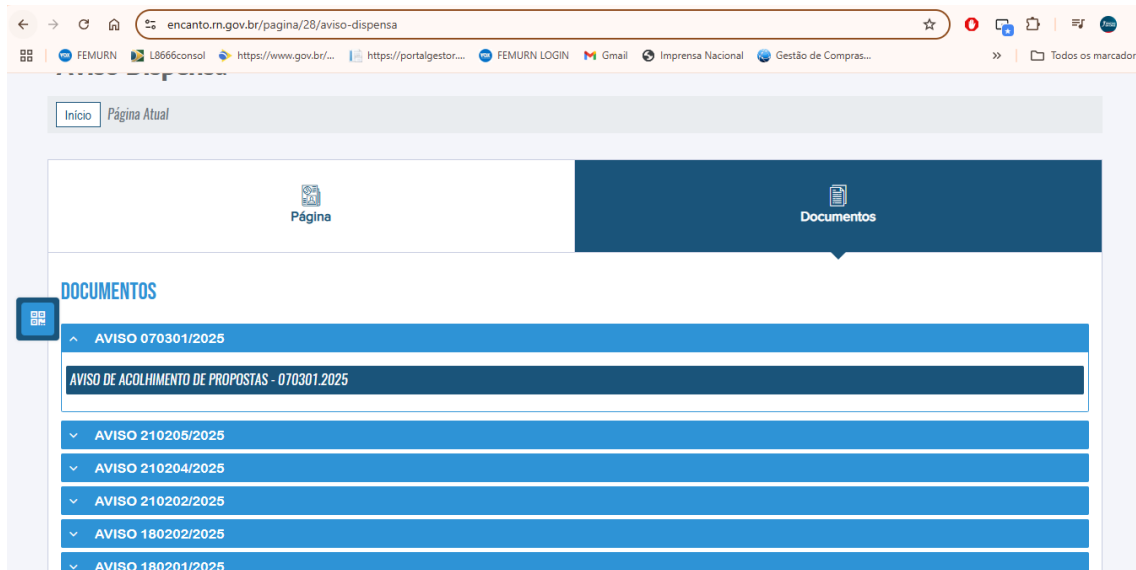 encanto.rn.gov.br/pagina/28/aviso-dispensa
FEMURN L8666consol https://www.gov.br/... https://portalgestor.... FEMURN LOGIN Gmail Imprensa Nacional Gestão de Compras... » Todos os marcador
Aviso Dispensa
Início Página Atual
Página Documentos
DOCUMENTOS
AVISO 070301/2025
AVISO DE ACOLHIMENTO DE PROPOSTAS - 070301.2025
AVISO 210205/2025
AVISO 210204/2025
AVISO 210202/2025
AVISO 180202/2025
AVISO 180201/2025